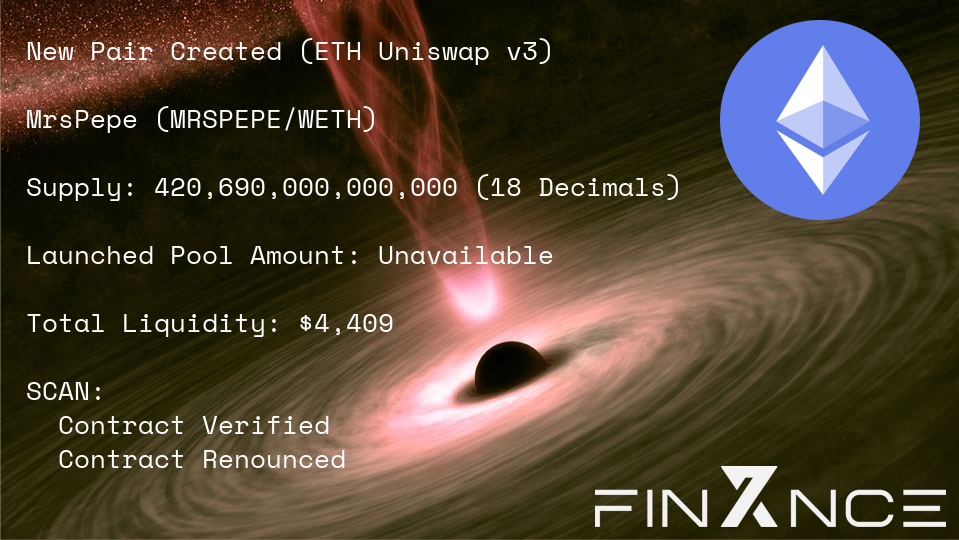 New Pair Created (ETH Uniswap v3)
MrsPepe (MRSPEPE/WETH)
Supply: 420,690,000,000,000 (18 Decimals)
Launched Pool Amount: Unavailable
Total Liquidity: $4,409
SCAN:
Contract Verified
Contract Renounced
FINANCE